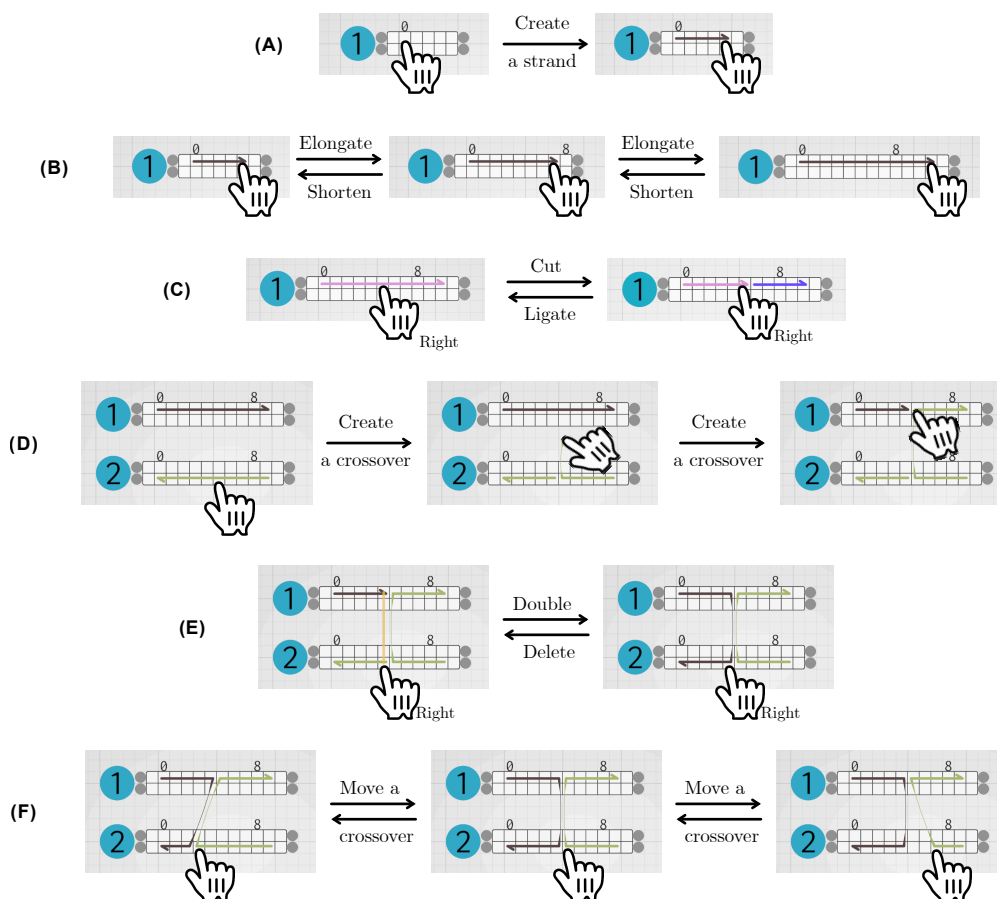 (A) 1 0 Create a strand 1 0
(B) 1 0 Elongate Shorten 1 0 8 Elongate Shorten 1 0 8
(C) 1 0 8 Right Cut Ligate 1 0 8 Right
(D) 1 0 8 2 0 8 Create a crossover 1 0 8 2 0 8 Create a crossover 1 0 8 2 0 8
(E) 1 0 8 2 0 8 Right Double Delete 1 0 8 2 0 8 Right
(F) 1 0 8 2 0 8 Move a crossover 1 0 8 2 0 8 Move a crossover 1 0 8 2 0 8